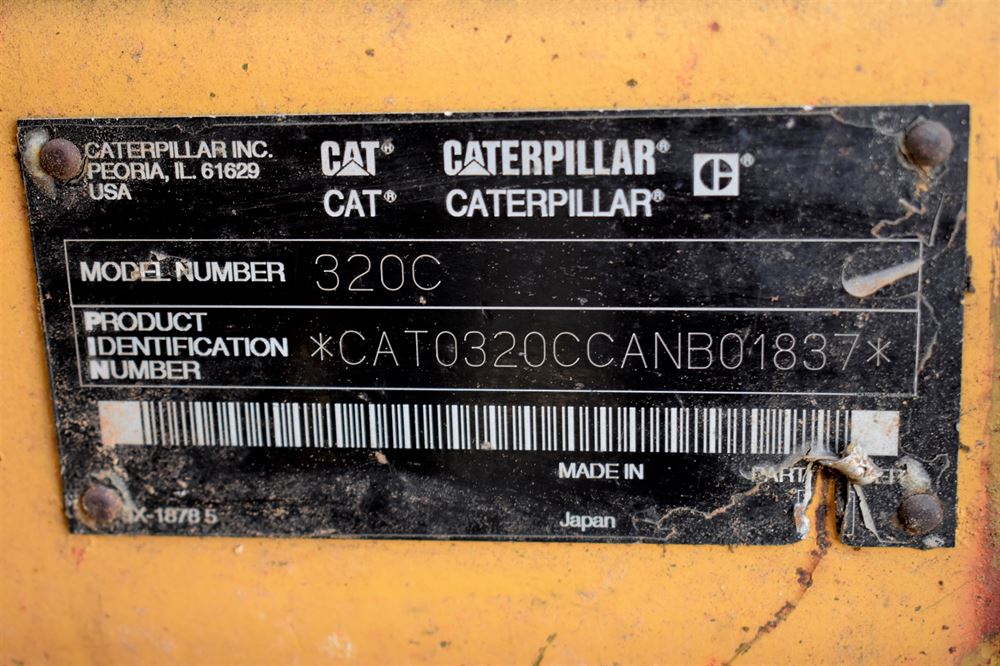 CATERPILLAR INC.
PEORIA, IL. 61629
USA
CAT® CATERPILLAR® ®
CAT® CATERPILLAR®
MODEL NUMBER 320C
PRODUCT
IDENTIFICATION
NUMBER
*CAT0320CCANB01837*
MADE IN
Japan